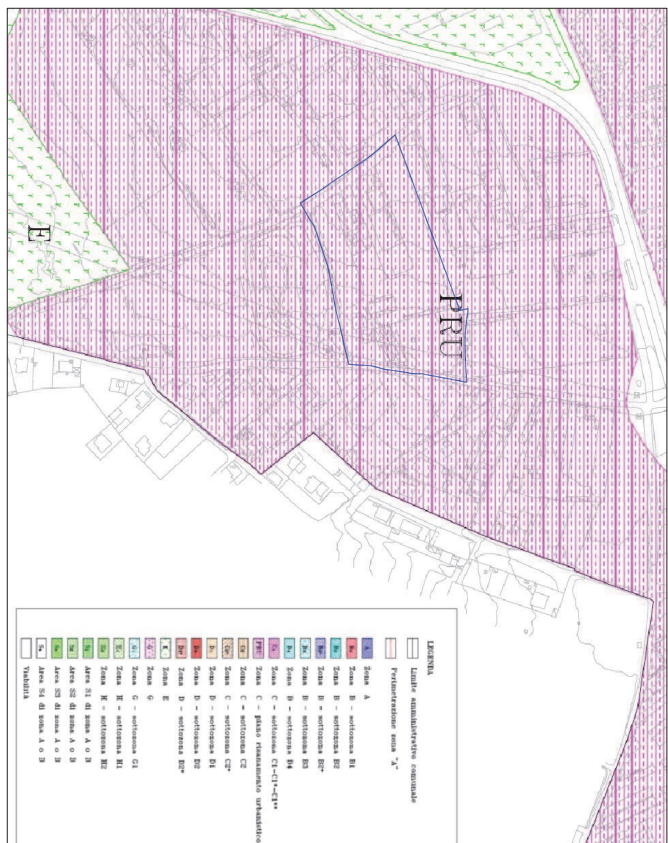 PRU
E
LEGENDA
Limite amministrativo comunale
Perimetrazione zona "A"
Zona A
Zona B - sottozona B1
Zona B - sottozona B2
Zona B - sottozona B2*
Zona B - sottozona B3
Zona B - sottozona B4
Zona C - sottozona C1-C1*-C1**
PRU Zona C - piano risanamento urbanistico
Zona C - sottozona C2
Zona C - sottozona C2*
Zona D - sottozona D1
Zona D - sottozona D2
Zona D - sottozona D2*
E Zona E
G Zona G
Zona G - sottozona G1
Zona H - sottozona H1
Zona H - sottozona H2
Area S1 di zona A o B
Area S2 di zona A o B
Area S3 di zona A o B
Area S4 di zona A o B
Viabilità